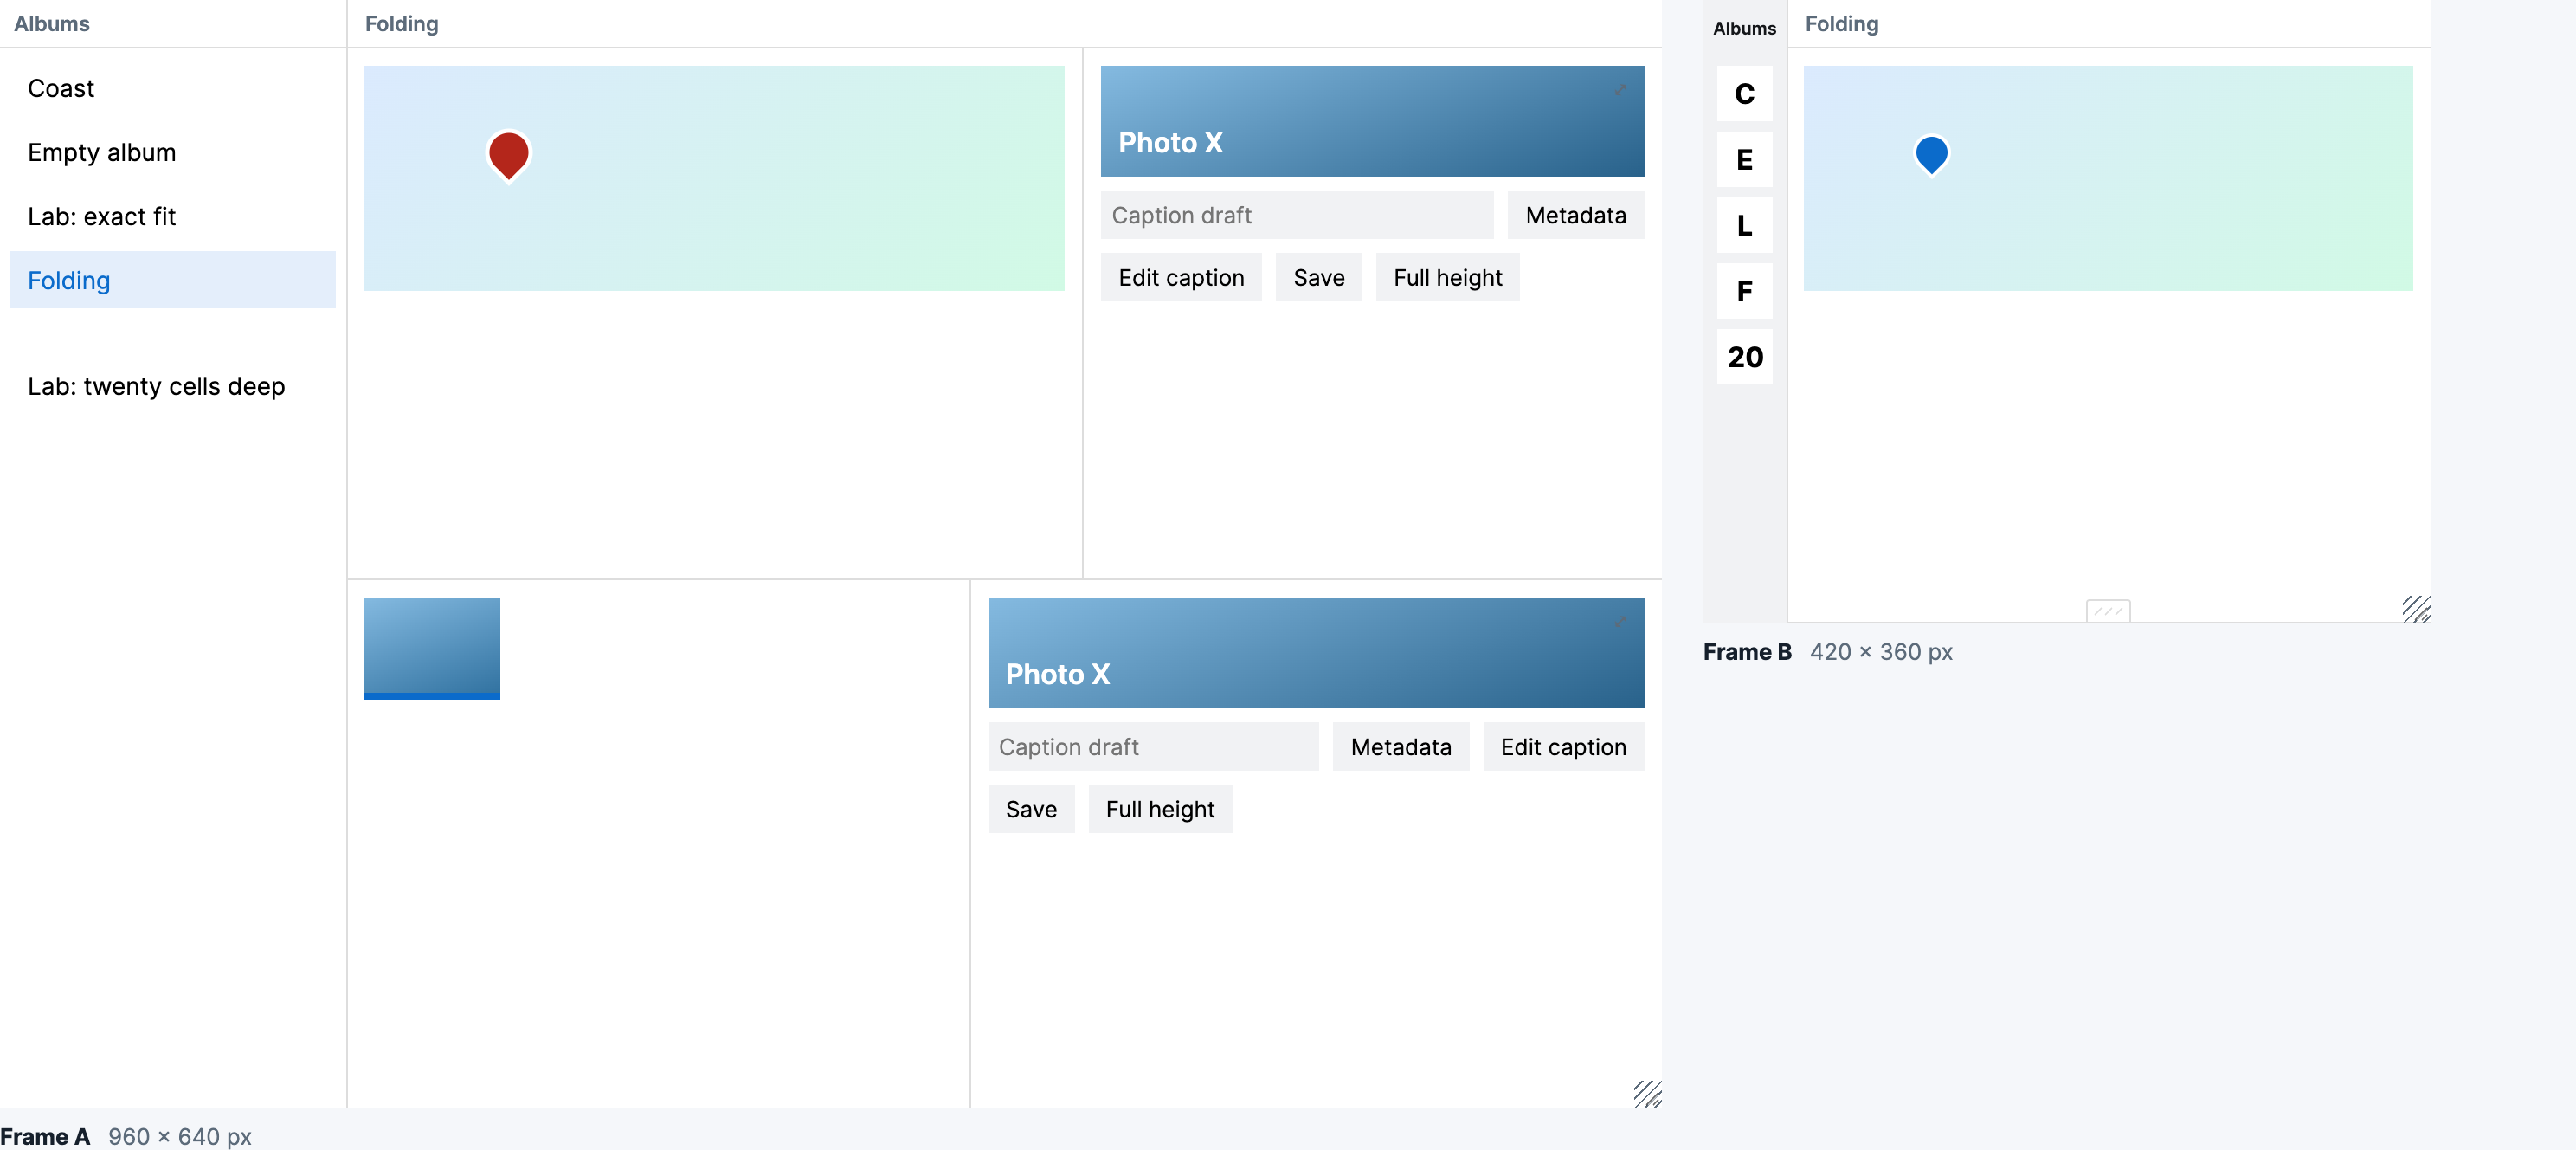 Albums
Coast
Empty album
Lab: exact fit
Folding
Lab: twenty cells deep
Folding
Photo X
Caption draft
Metadata
Edit caption
Save
Full height
Photo X
Caption draft
Metadata
Edit caption
Save
Full height
Frame A 960 × 640 px
Albums
C
E
L
F
20
Folding
Frame B 420 × 360 px